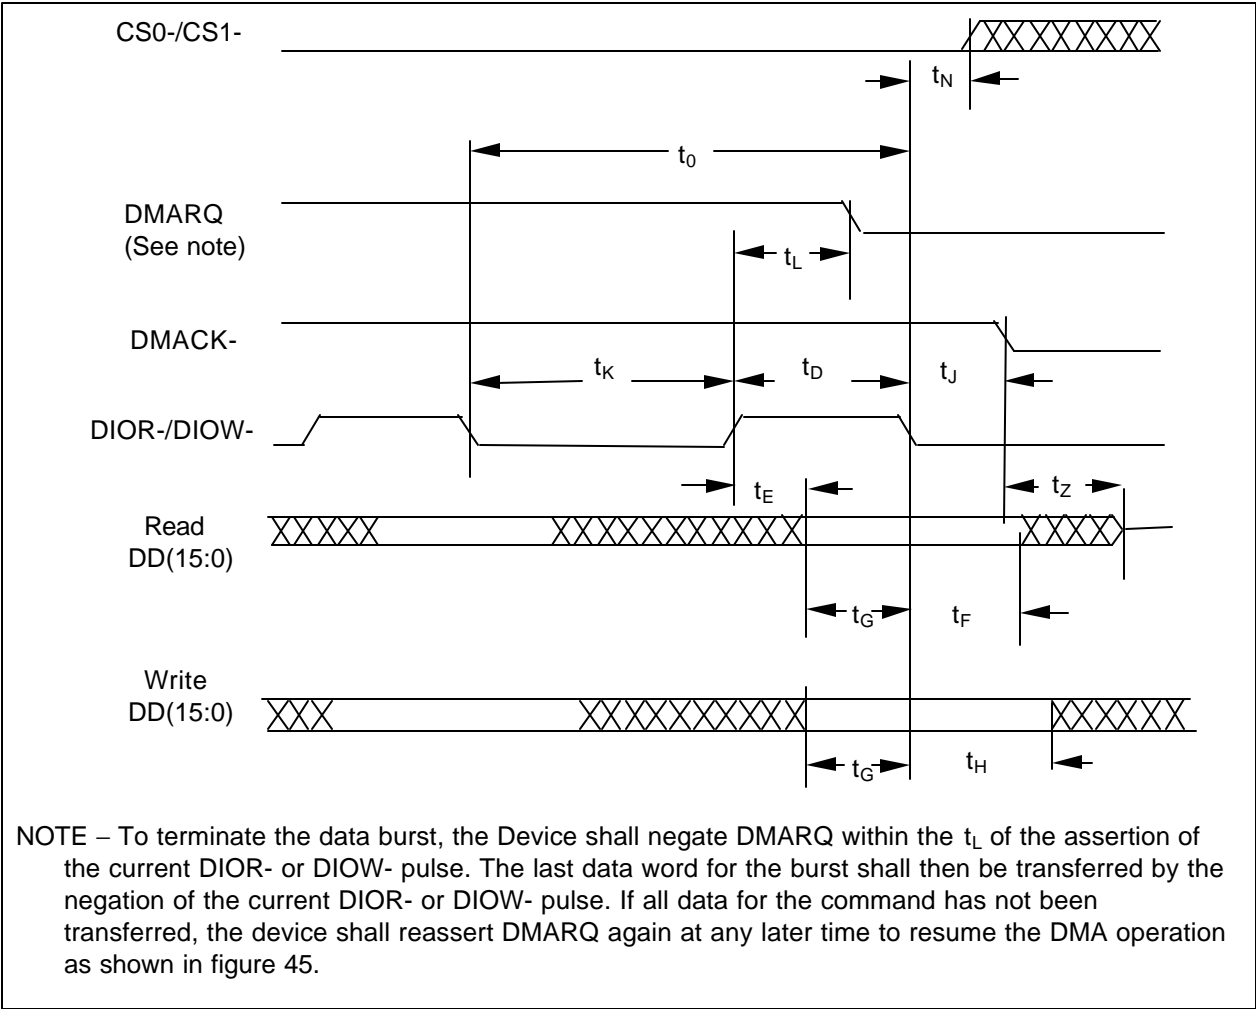 CS0-/CS1-
tN
t0
DMARQ
(See note)
tL
DMACK-
tK
tD
tJ
DIOR-/DIOW-
tE
tZ
Read
DD(15:0)
tG
tF
Write
DD(15:0)
tG
tH
NOTE – To terminate the data burst, the Device shall negate DMARQ within the tL of the assertion of
the current DIOR- or DIOW- pulse. The last data word for the burst shall then be transferred by the
negation of the current DIOR- or DIOW- pulse. If all data for the command has not been
transferred, the device shall reassert DMARQ again at any later time to resume the DMA operation
as shown in figure 45.